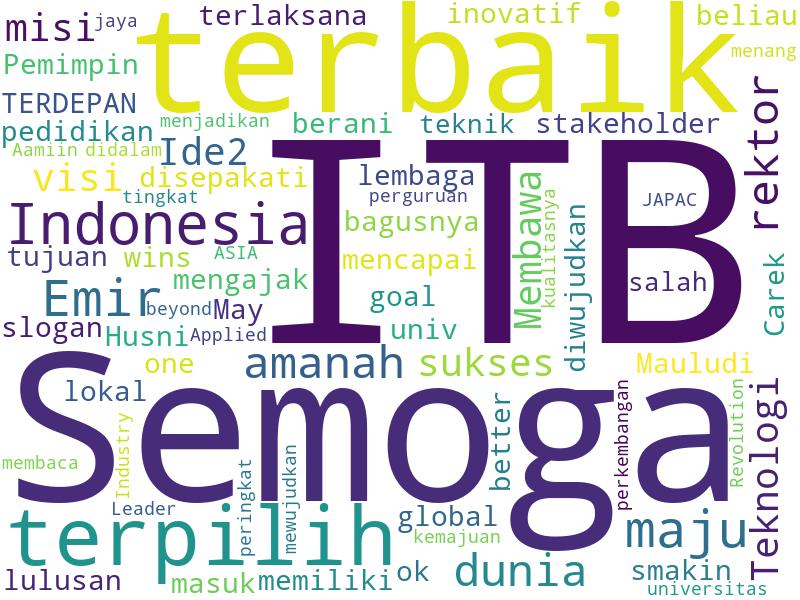 misi jaya terlaksana inovatif beliau
terbaik menang
Pemimpin
TERDEPAN
pedidikan menjadikan berani teknik stakeholder
Aamiin didalam Ide2 ITB rektor
visi disepakati lembaga Membawa
tingkat perguruan kualitasnya JAPAC
Indonesia bagusnya diwujudkan
tujuan wins ASIA mencapai Carek
mengajak salah
Emir beyond May goal
slogan Husni Applied univ
one amanah sukses Mauludi
lokal Semoga better perkembangan Revolution Teknologi
Industry
membaca peringkat mewujudkan
Leader
terpilih global maju
kemajuan
lulusan masuk memiliki ok dunia smakin
universitas